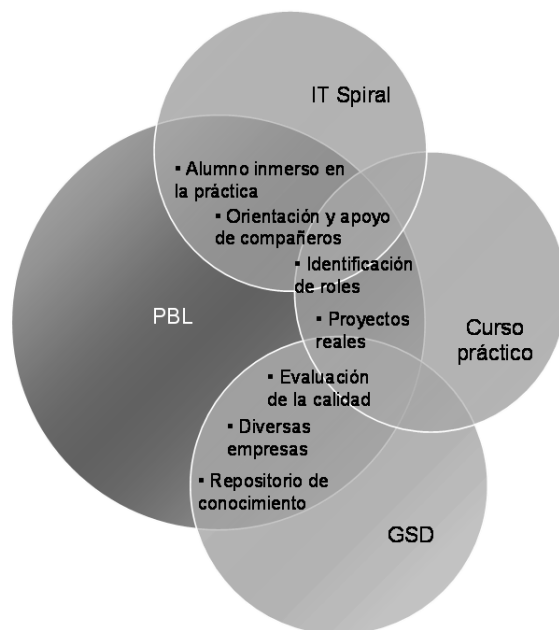 IT Spiral
▪ Alumno inmerso en
la práctica
▪ Orientación y apoyo
de compañeros
▪ Identificación
de roles
PBL
▪ Proyectos
reales
Curso
práctico
▪ Evaluación
de la calidad
▪ Diversas
empresas
▪ Repositorio de
conocimiento
GSD